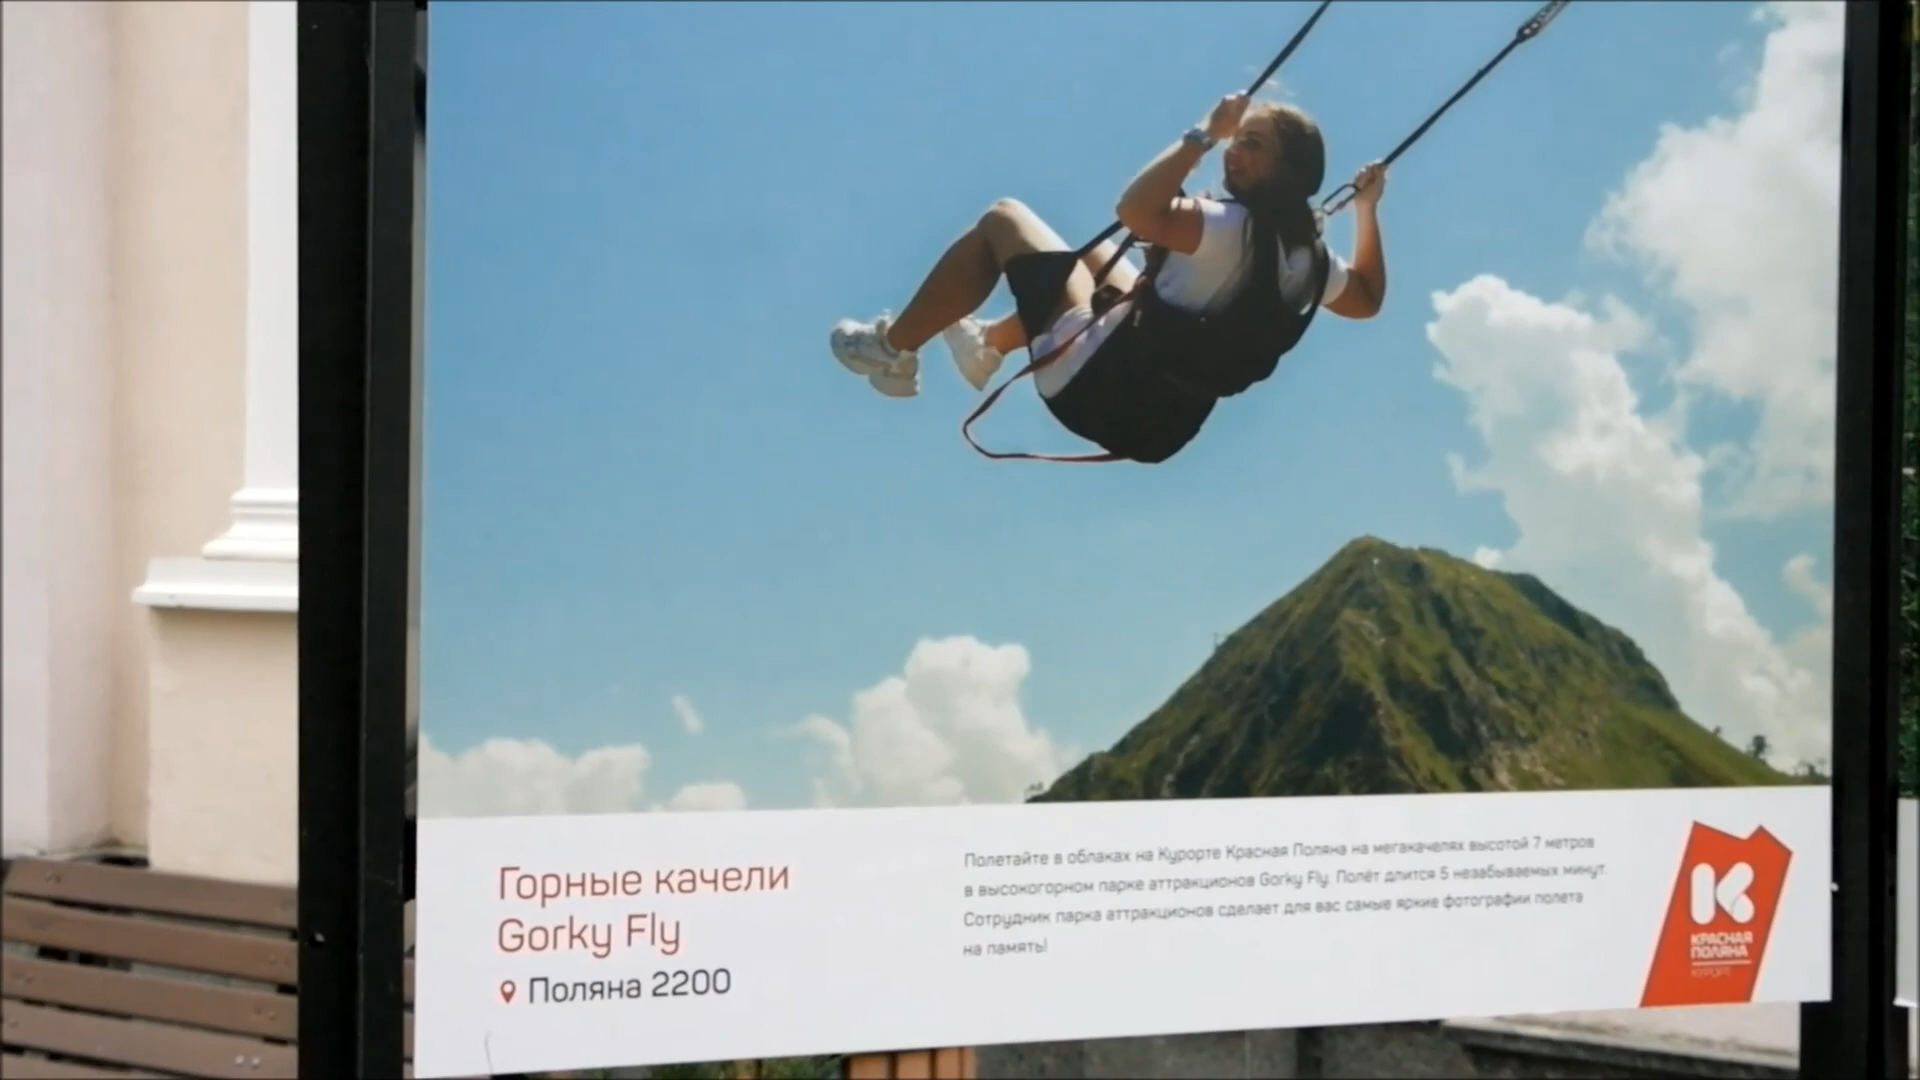 Горные качели
Gorky Fly
Поляна 2200
Полетайте в облаках на Курорте Красная Поляна на мегакачелях высотой 7 метров
в высокогорном парке аттракционов Gorky Fly. Полёт длится 5 незабываемых минут.
Сотрудник парка аттракционов сделает для вас самые яркие фотографии полета
на память!
КРАСНАЯ
ПОЛЯНА
КУРОРТ